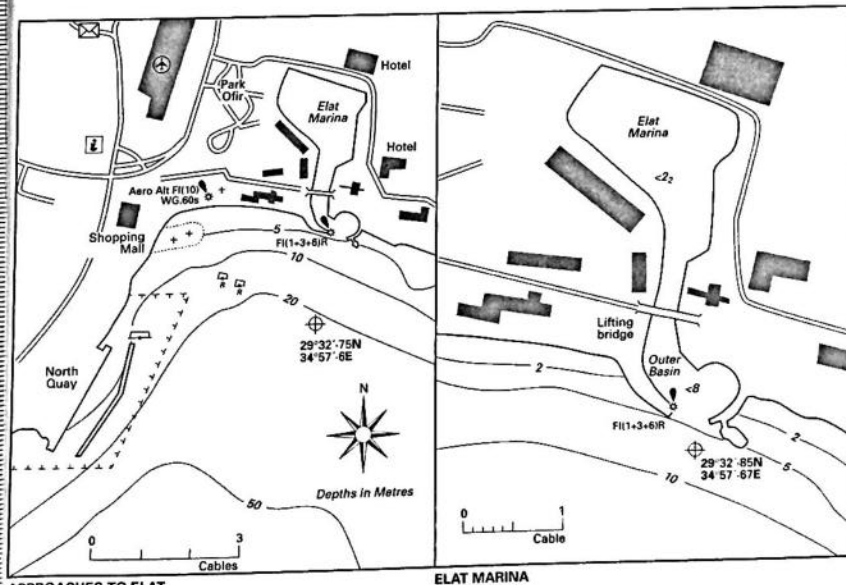 Hotel
Park
Ofir
Elat
Marina
i
Hotel
Aero Alt Fl(10)
WG.60s
Shopping
Mall
5
Fl(1+3+6)R
10
20
R
R
29°32´·75N
34°57´·6E
North
Quay
N
50
Depths in Metres
0
3
Cables
Elat
Marina
<2₂
Lifting
bridge
2
Outer
Basin
<8
Fl(1+3+6)R
2
5
29°32´·85N
34°57´·67E
10
0
1
Cable
APPROACHES TO ELAT
ELAT MARINA